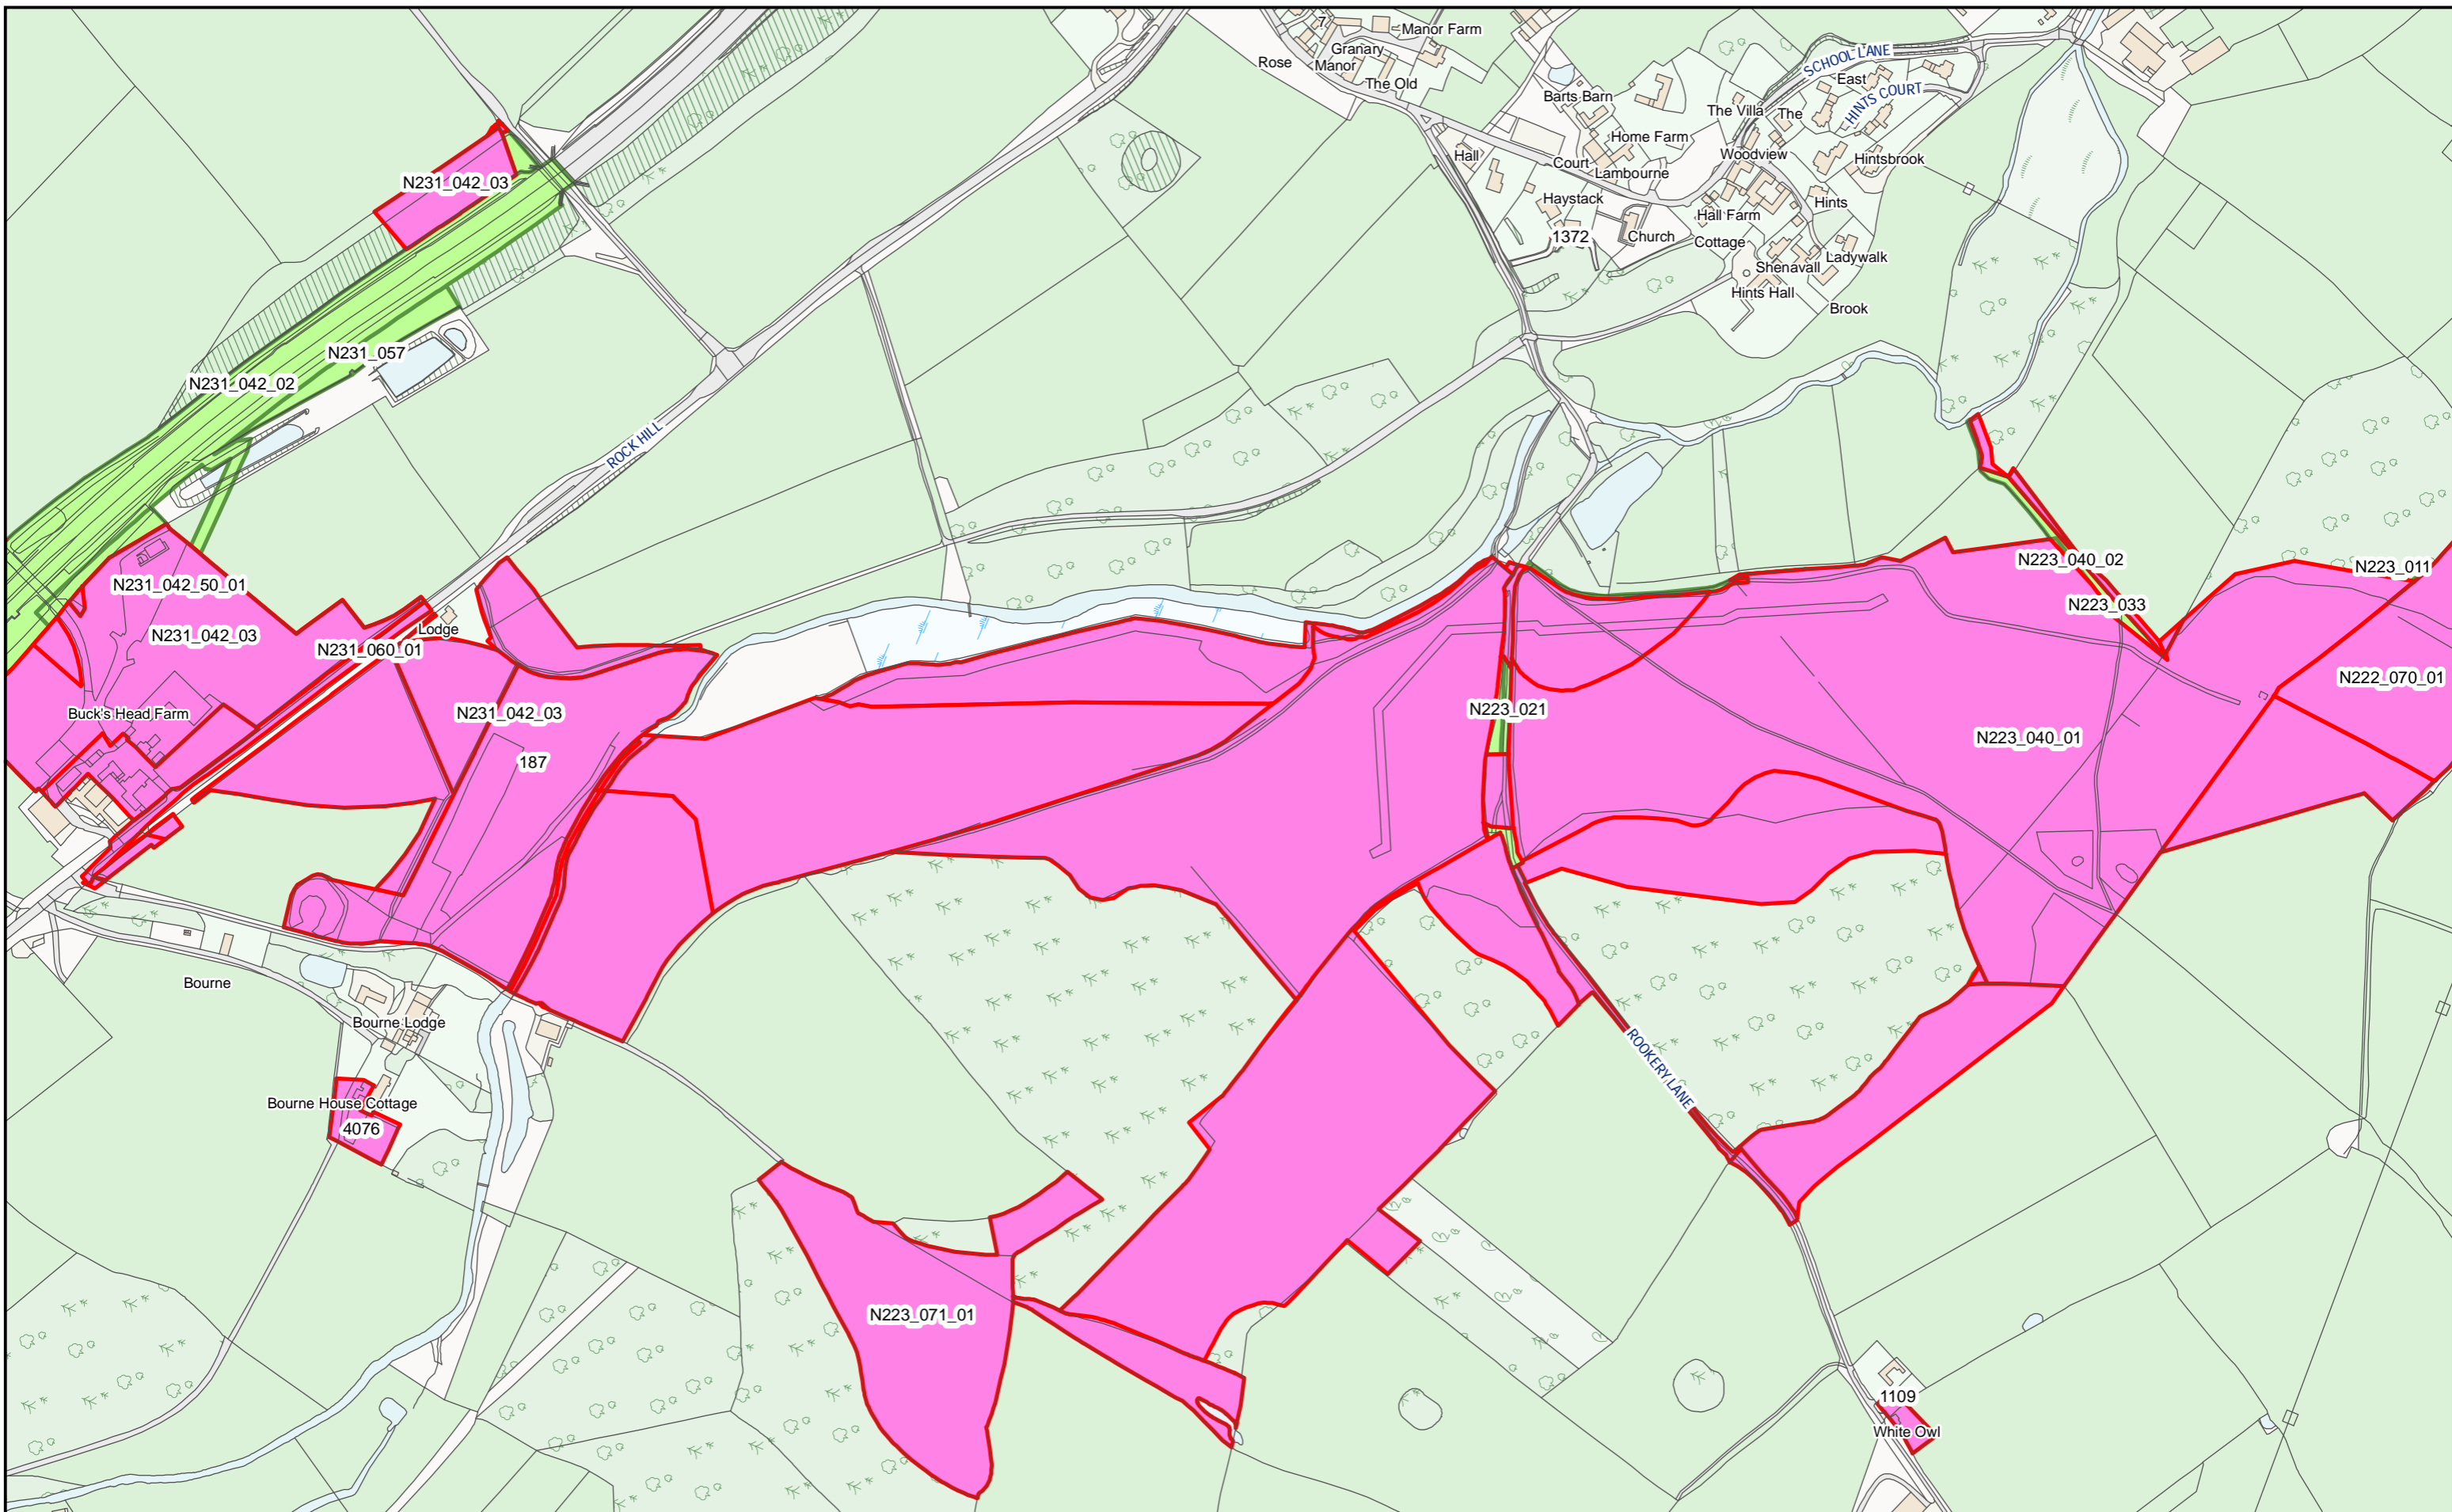 7
Manor Farm
Granary
Rose
Manor
The Old
SCHOOL LANE
East
HINTS COURT
Barts Barn
The Villa
The
Home Farm
Hall
Woodview
Court
Hintsbrook
Lambourne
N231_042_03
Haystack
Hints
Hall Farm
1372
Church
Cottage
Ladywalk
Shenavall
Hints Hall
Brook
N231_057
N231_042_02
ROCK HILL
N223_040_02
N223_011
N231_042_50_01
N223_033
Lodge
N231_042_03
N231_060_01
N222_070_01
Buck's Head Farm
N231_042_03
N223_021
N223_040_01
187
Bourne
Bourne Lodge
ROOKERY LANE
Bourne House Cottage
4076
N223_071_01
1109
White Owl